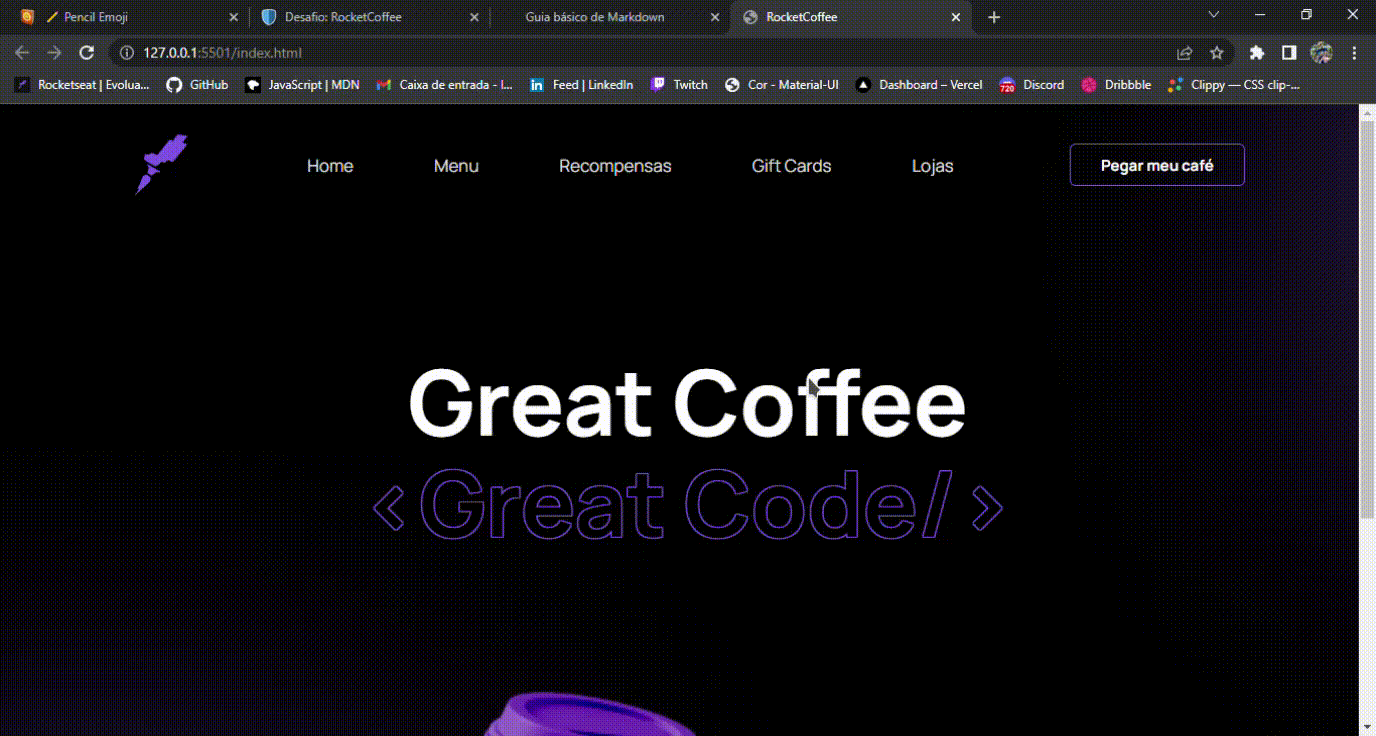 Pencil Emoji
Desafio: RocketCoffee
Guia básico de Markdown
RocketCoffee
127.0.0.1:5501/index.html
Rocketseat | Evolua...
GitHub
JavaScript | MDN
Caixa de entrada - l...
Feed | LinkedIn
Twitch
Cor - Material-UI
Dashboard – Vercel
720
Discord
Dribbble
Clippy — CSS clip-...
Home
Menu
Recompensas
Gift Cards
Lojas
Pegar meu café
Great Coffee
< Great Code/ >